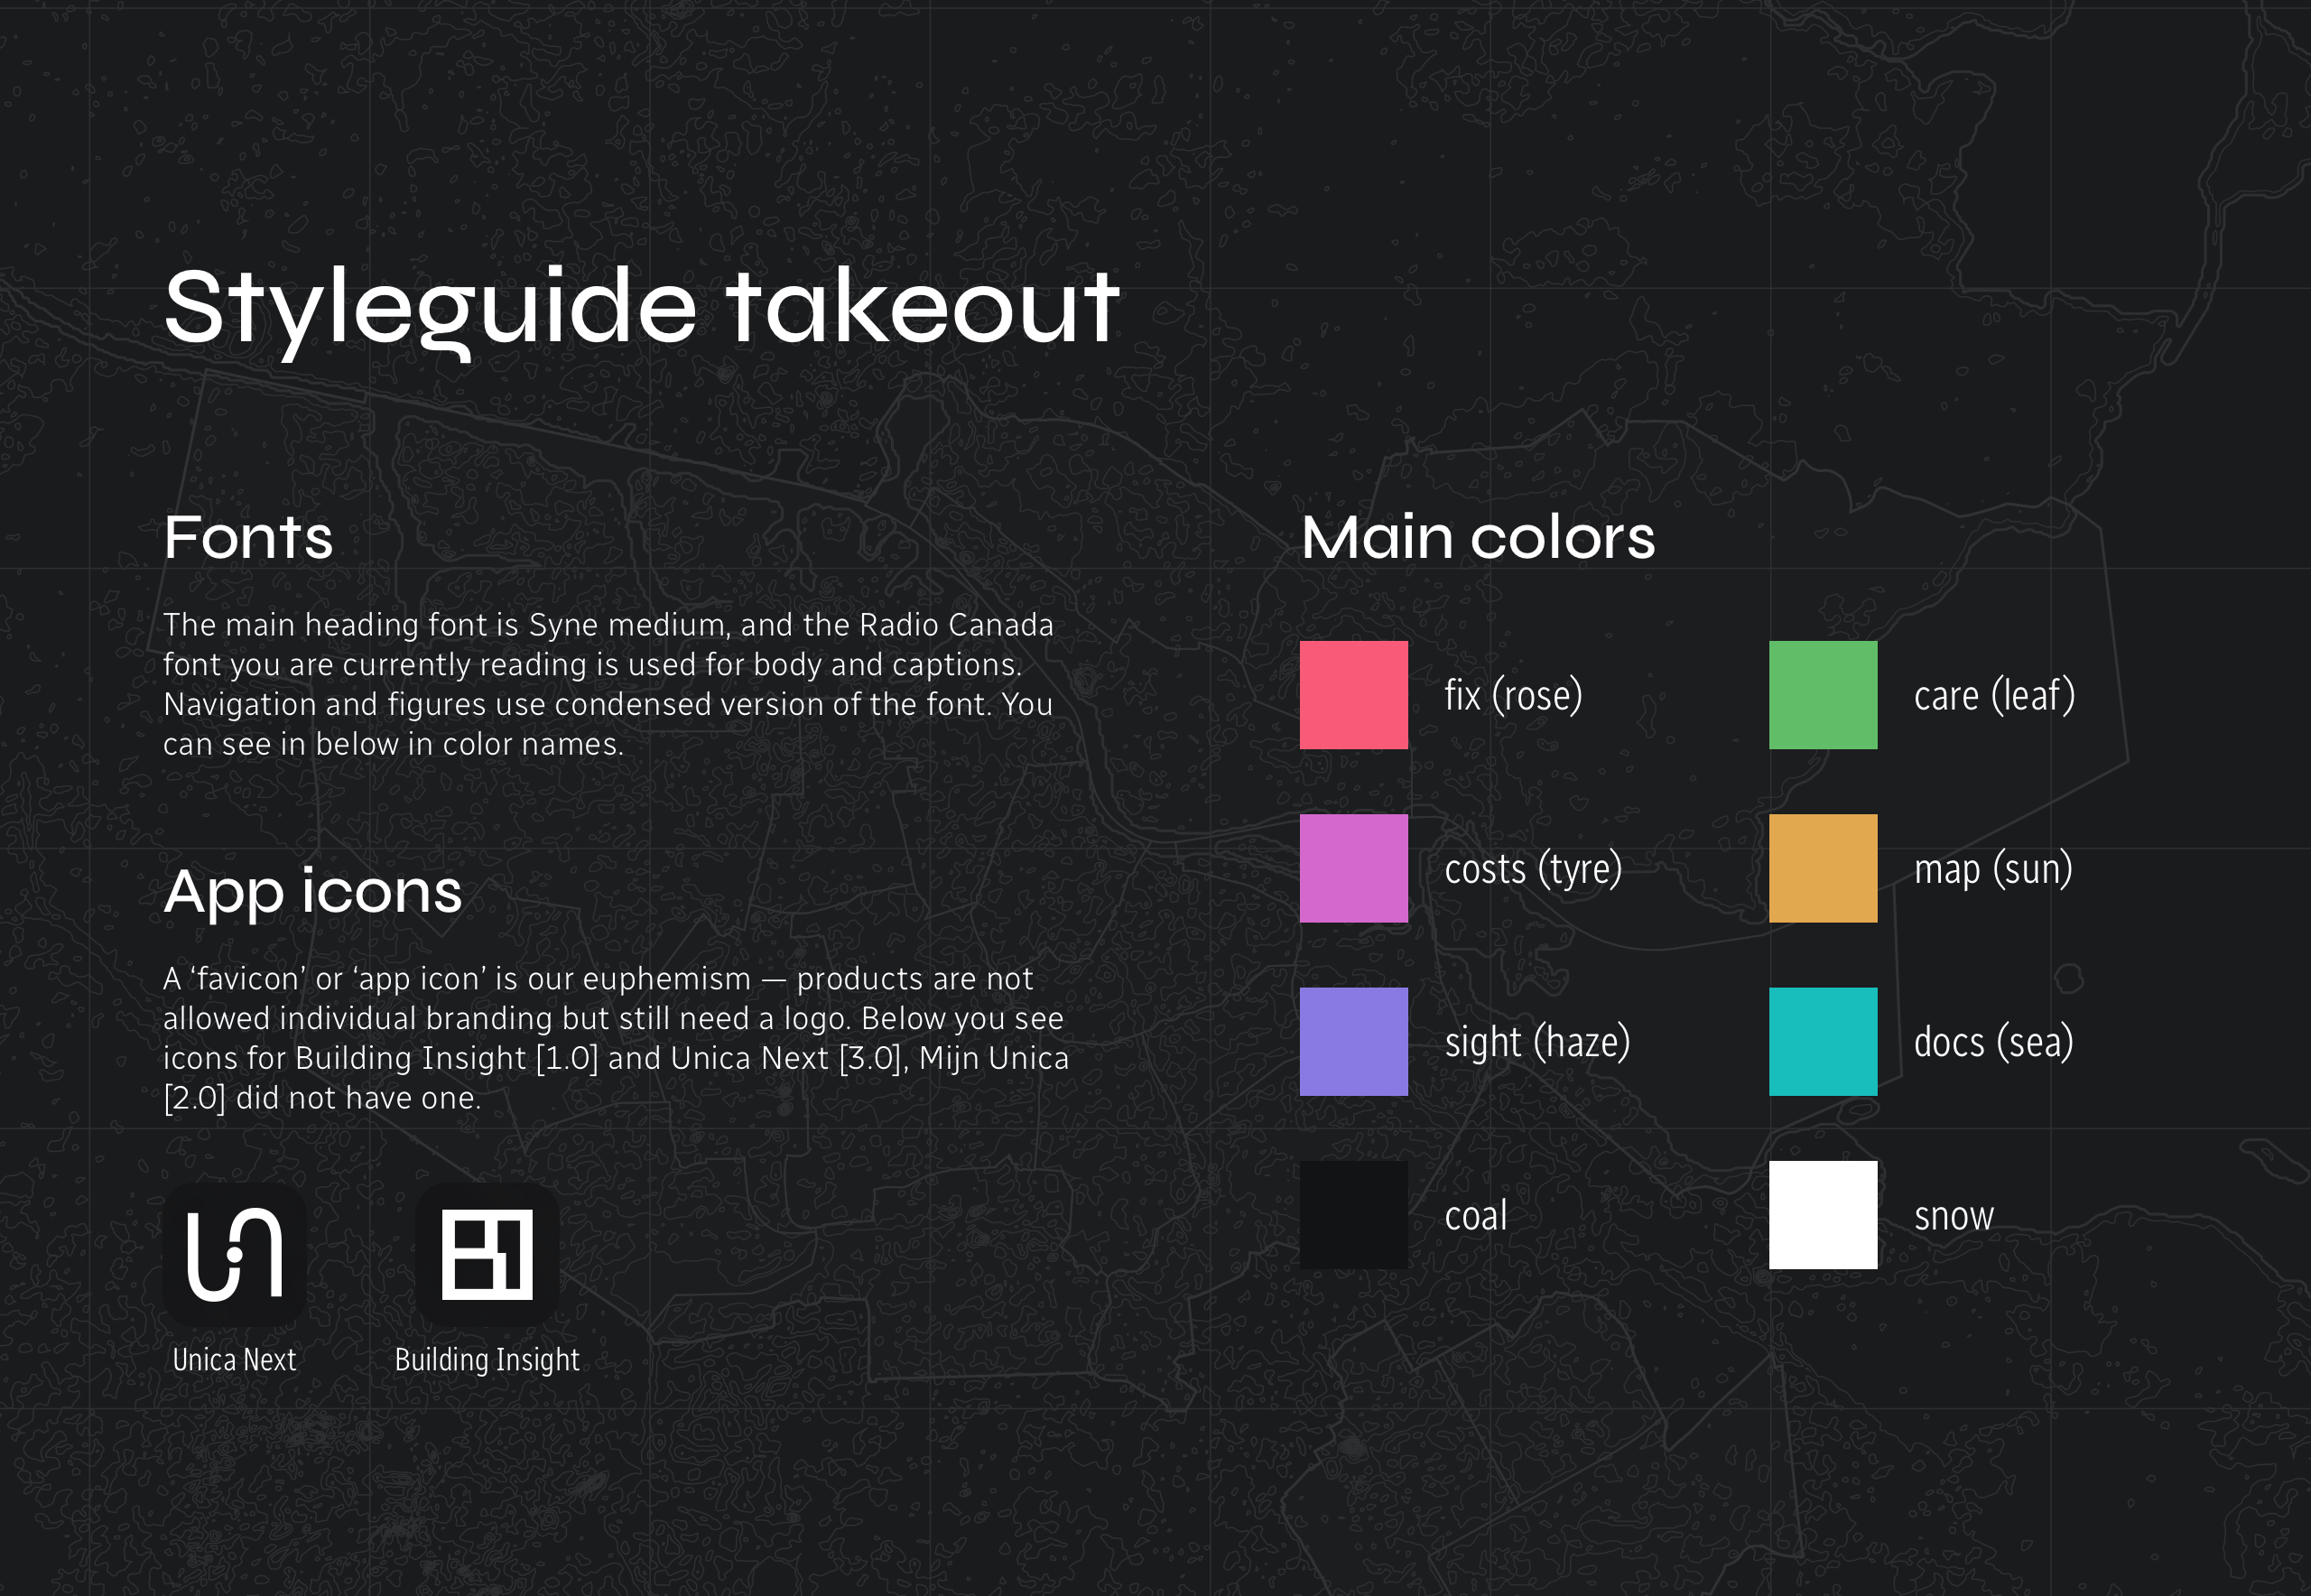 Styleguide takeout
Fonts
The main heading font is Syne medium, and the Radio Canada
font you are currently reading is used for body and captions.
Navigation and figures use condensed version of the font. You
can see in below in color names.
App icons
A ‘favicon’ or ‘app icon’ is our euphemism — products are not
allowed individual branding but still need a logo. Below you see
icons for Building Insight [1.0] and Unica Next [3.0], Mijn Unica
[2.0] did not have one.
Unica Next
Building Insight
Main colors
fix (rose)
care (leaf)
costs (tyre)
map (sun)
sight (haze)
docs (sea)
coal
snow